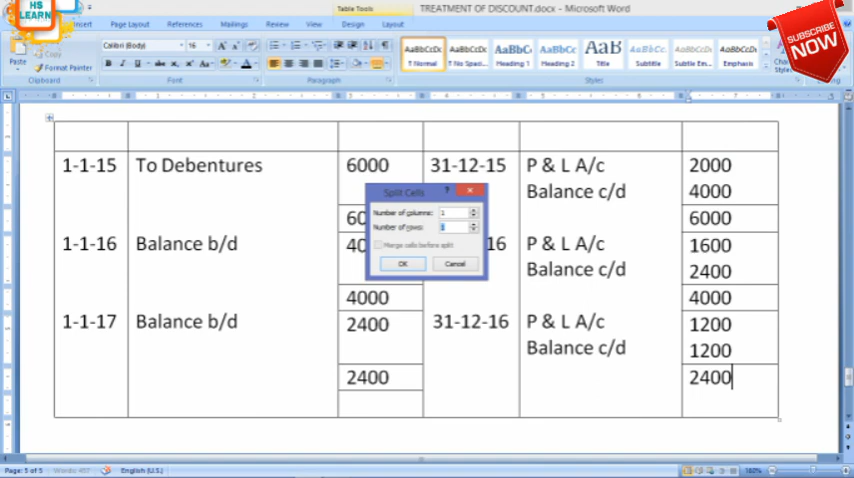 HS
LEARN
Table Tools
TREATMENT OF DISCOUNT.docx - Microsoft Word
SUBSCRIBE
NOW
Insert Page Layout References Mailings Review View Design Layout
Paste
Copy
Format Painter
Clipboard
Calibri (Body) 16
Font
Paragraph
AaBbCcDc AaBbCcDc AaBbC AaBbCc AaB AaBbCc. AaBbCcDc AaBbCcDc
¶ Normal ¶ No Spaci... Heading 1 Heading 2 Title Subtitle Subtle Em... Emphasis
Styles
1-1-15 To Debentures 6000 31-12-15 P & L A/c 2000
Balance c/d 4000
6000
1-1-16 Balance b/d P & L A/c 1600
Balance c/d 2400
4000 4000
1-1-17 Balance b/d 2400 31-12-16 P & L A/c 1200
Balance c/d 1200
2400 2400
Split Cells
Number of columns: 1
Number of rows:
Merge cells before split
OK Cancel
Page: 5 of 5 Words: 407 English (U.S.) 160%